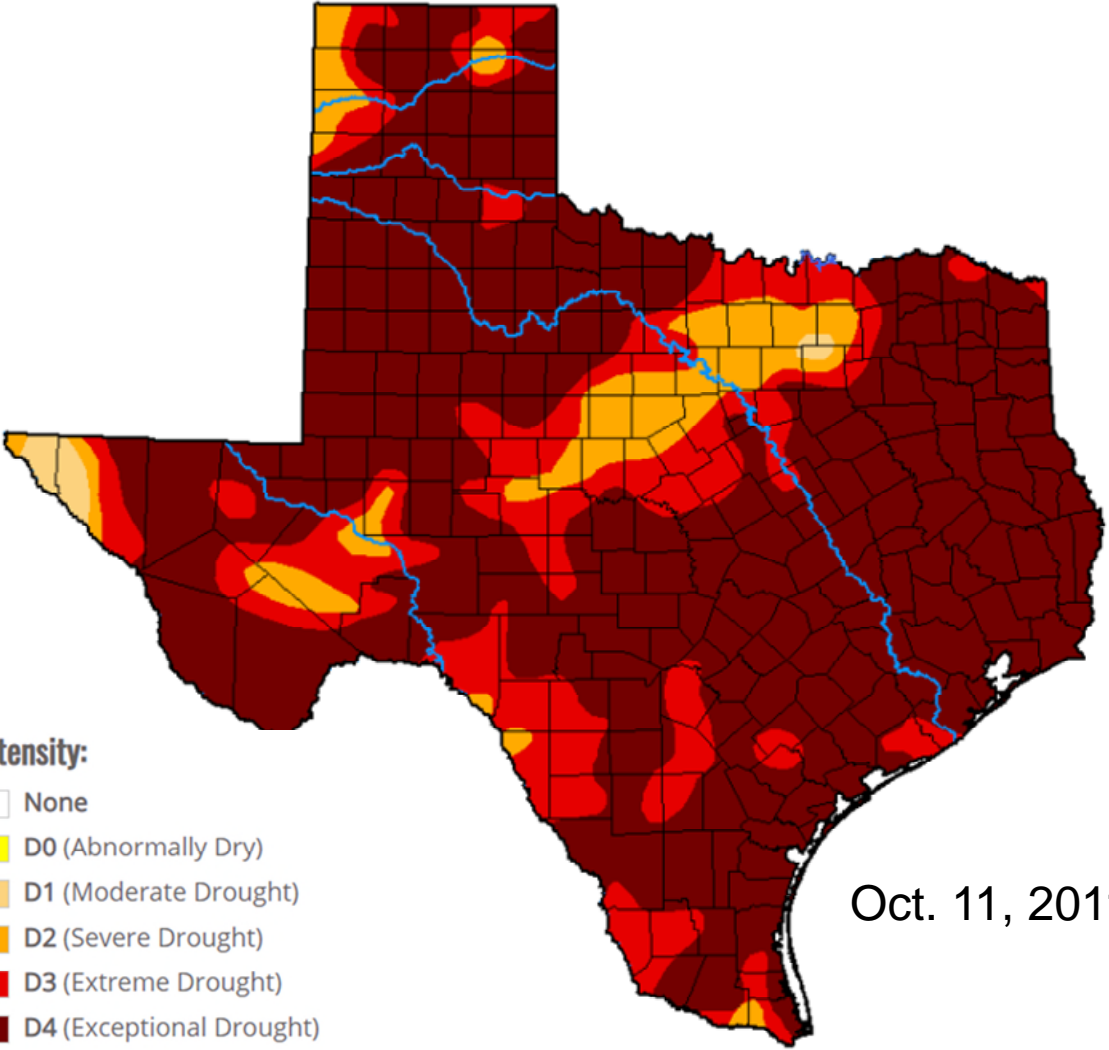 tensity:
None
D0 (Abnormally Dry)
D1 (Moderate Drought)
D2 (Severe Drought)
D3 (Extreme Drought)
D4 (Exceptional Drought)
Oct. 11, 201